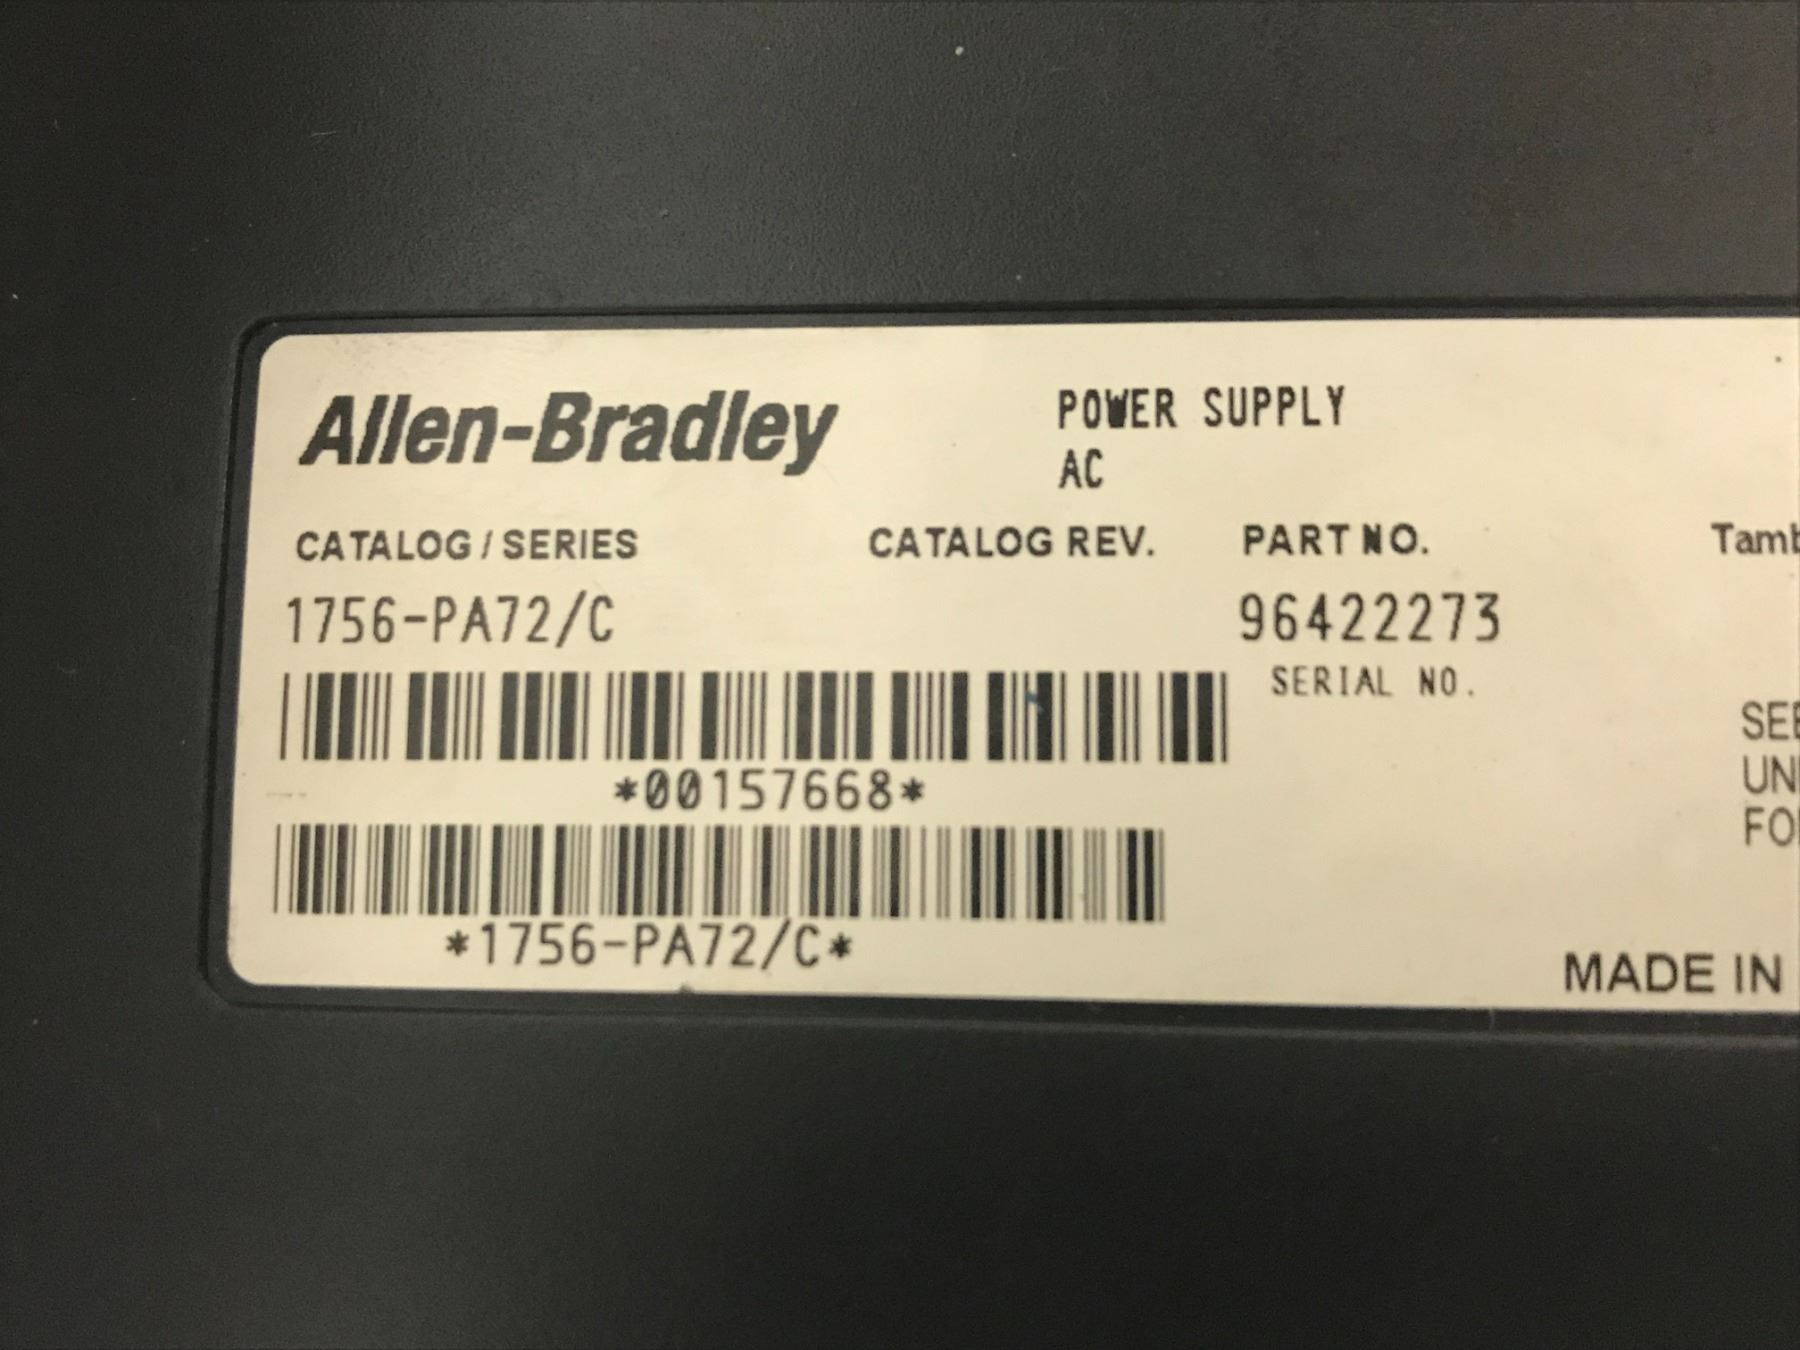 Allen-Bradley
POWER SUPPLY
AC
CATALOG / SERIES
CATALOG REV.
PART NO.
1756-PA72/C
96422273
SERIAL NO.
*00157668*
*1756-PA72/C*
MADE IN